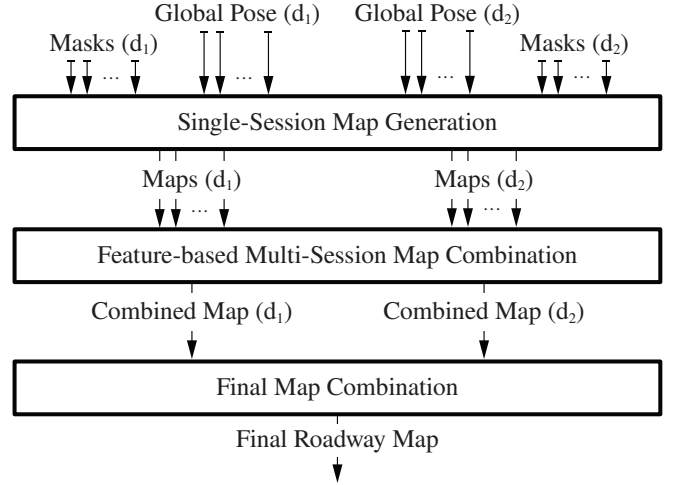 Global Pose (d₁) Global Pose (d₂)
Masks (d₁) Masks (d₂)
... ... ... ...
Single-Session Map Generation
Maps (d₁) Maps (d₂)
... ...
Feature-based Multi-Session Map Combination
Combined Map (d₁) Combined Map (d₂)
Final Map Combination
Final Roadway Map